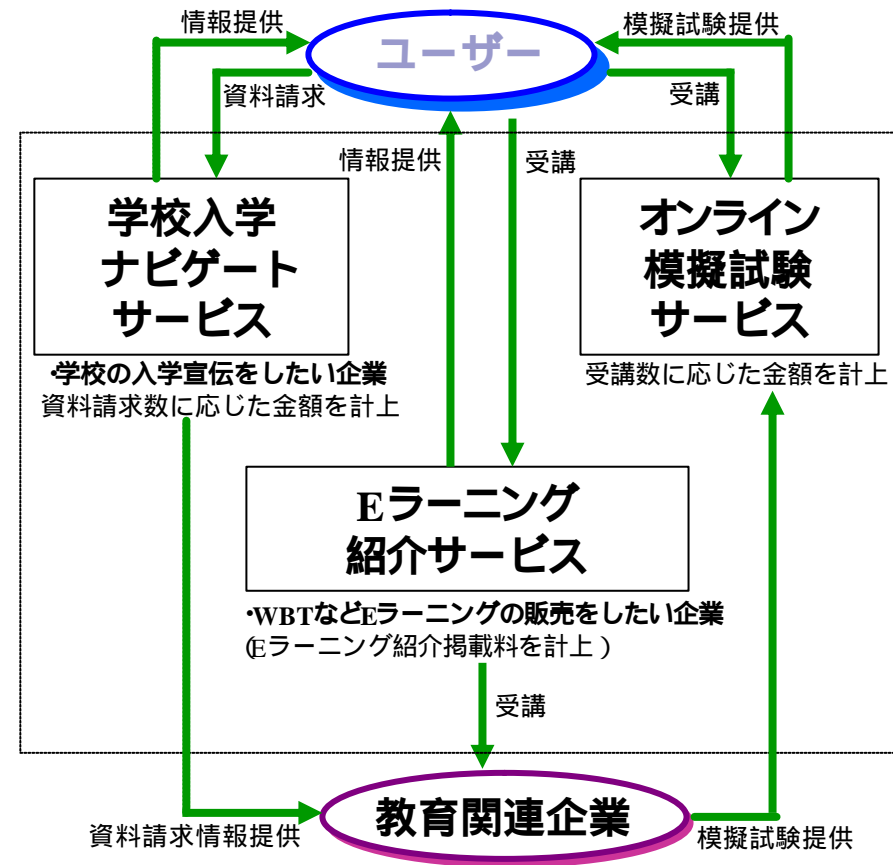 情報提供
ユーザー
模擬試験提供
資料請求
受講
情報提供
受講
学校入学
ナビゲート
サービス
オンライン
模擬試験
サービス
・学校の入学宣伝をしたい企業
資料請求数に応じた金額を計上
受講数に応じた金額を計上
Eラーニング
紹介サービス
・WBTなどEラーニングの販売をしたい企業
(Eラーニング紹介掲載料を計上)
受講
教育関連企業
資料請求情報提供
模擬試験提供